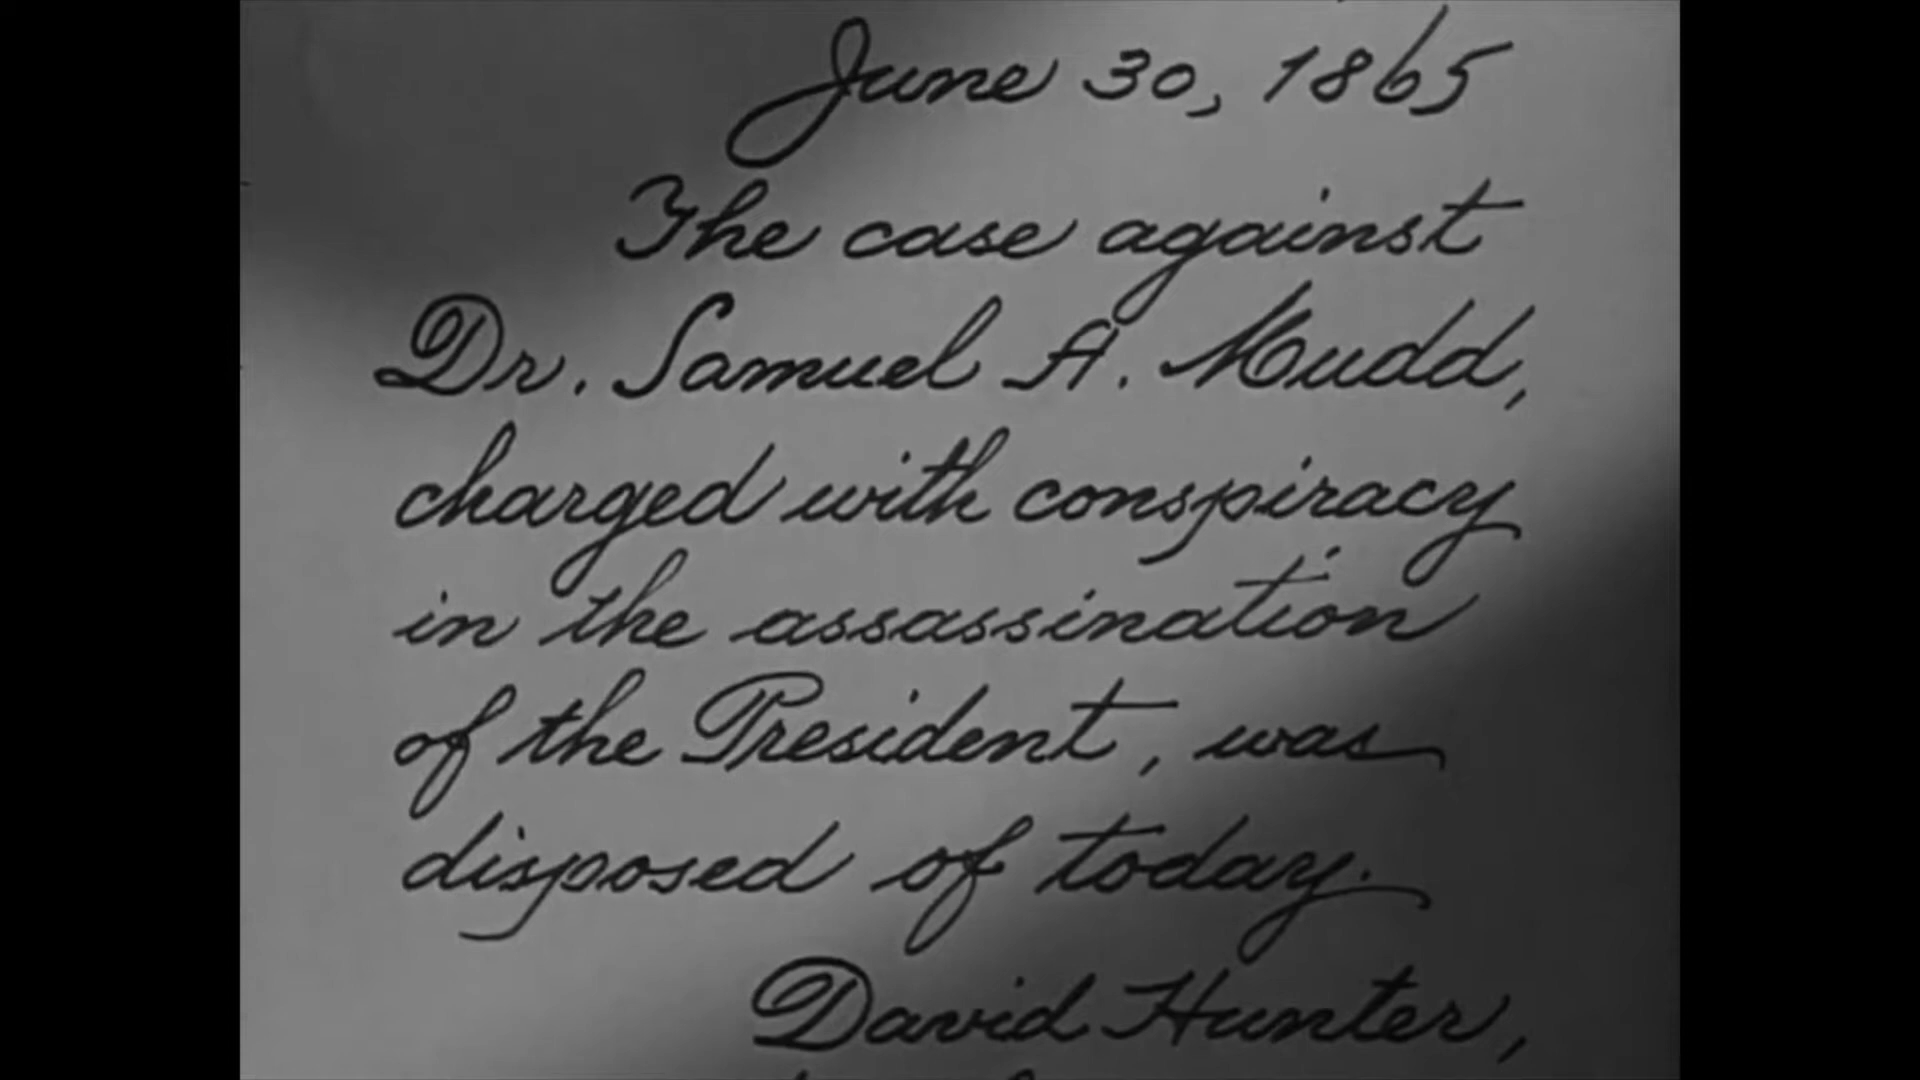 June 30, 1865
The case against
Dr. Samuel A. Mudd,
charged with conspiracy
in the assassination
of the President, was
disposed of today.
David Hunter,